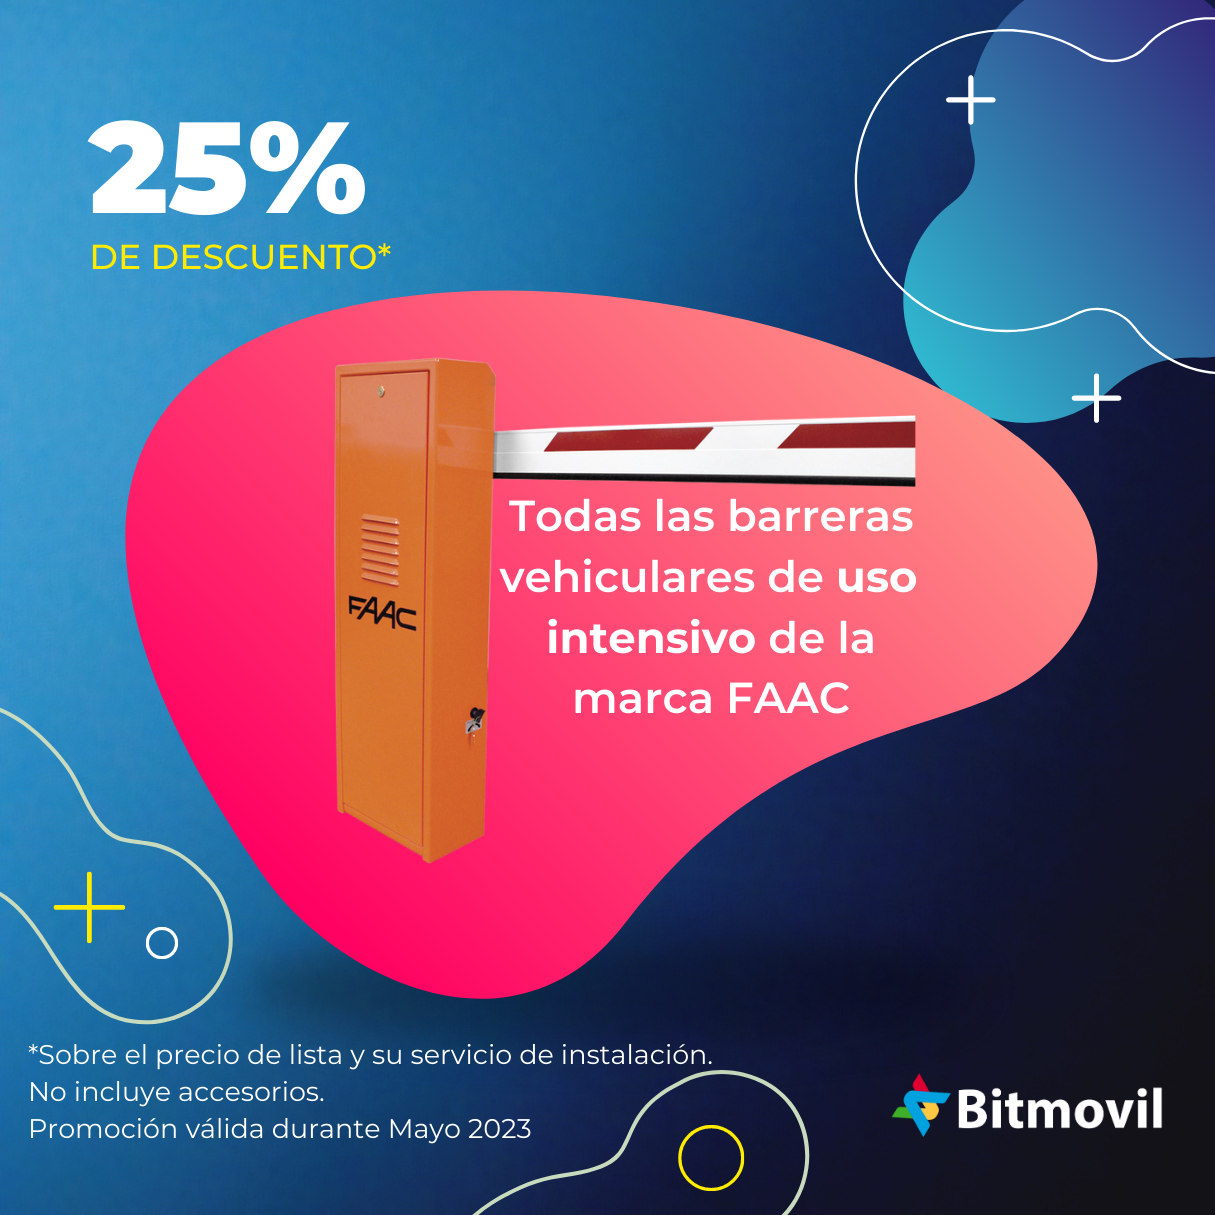 25%
DE DESCUENTO*
FAAC
Todas las barreras
vehiculares de uso
intensivo de la
marca FAAC
*Sobre el precio de lista y su servicio de instalación.
No incluye accesorios.
Promoción válida durante Mayo 2023
Bitmovil